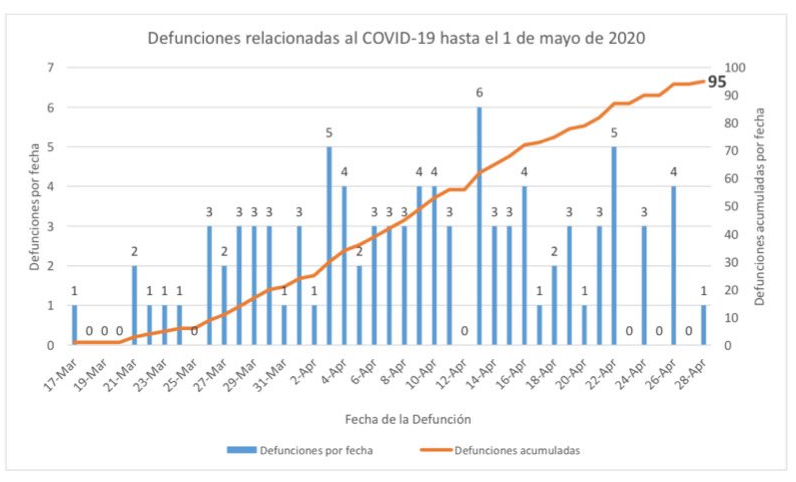 Defunciones relacionadas al COVID-19 hasta el 1 de mayo de 2020
Defunciones por fecha
7
6
5
4
3
2
1
0
1 0 0 0 2 1 1 1 0 3 2 3 3 3 1 3 1 5 4 2 3 3 3 4 4 3 0 6 3 3 4 1 2 3 1 3 5 0 3 0 4 0 1
95
100
90
80
70
60
50
40
30
20
10
0
Defunciones acumuladas por fecha
17-Mar 19-Mar 21-Mar 23-Mar 25-Mar 27-Mar 29-Mar 31-Mar 2-Apr 4-Apr 6-Apr 8-Apr 10-Apr 12-Apr 14-Apr 16-Apr 18-Apr 20-Apr 22-Apr 24-Apr 26-Apr 28-Apr
Fecha de la Defunción
Defunciones por fecha Defunciones acumuladas